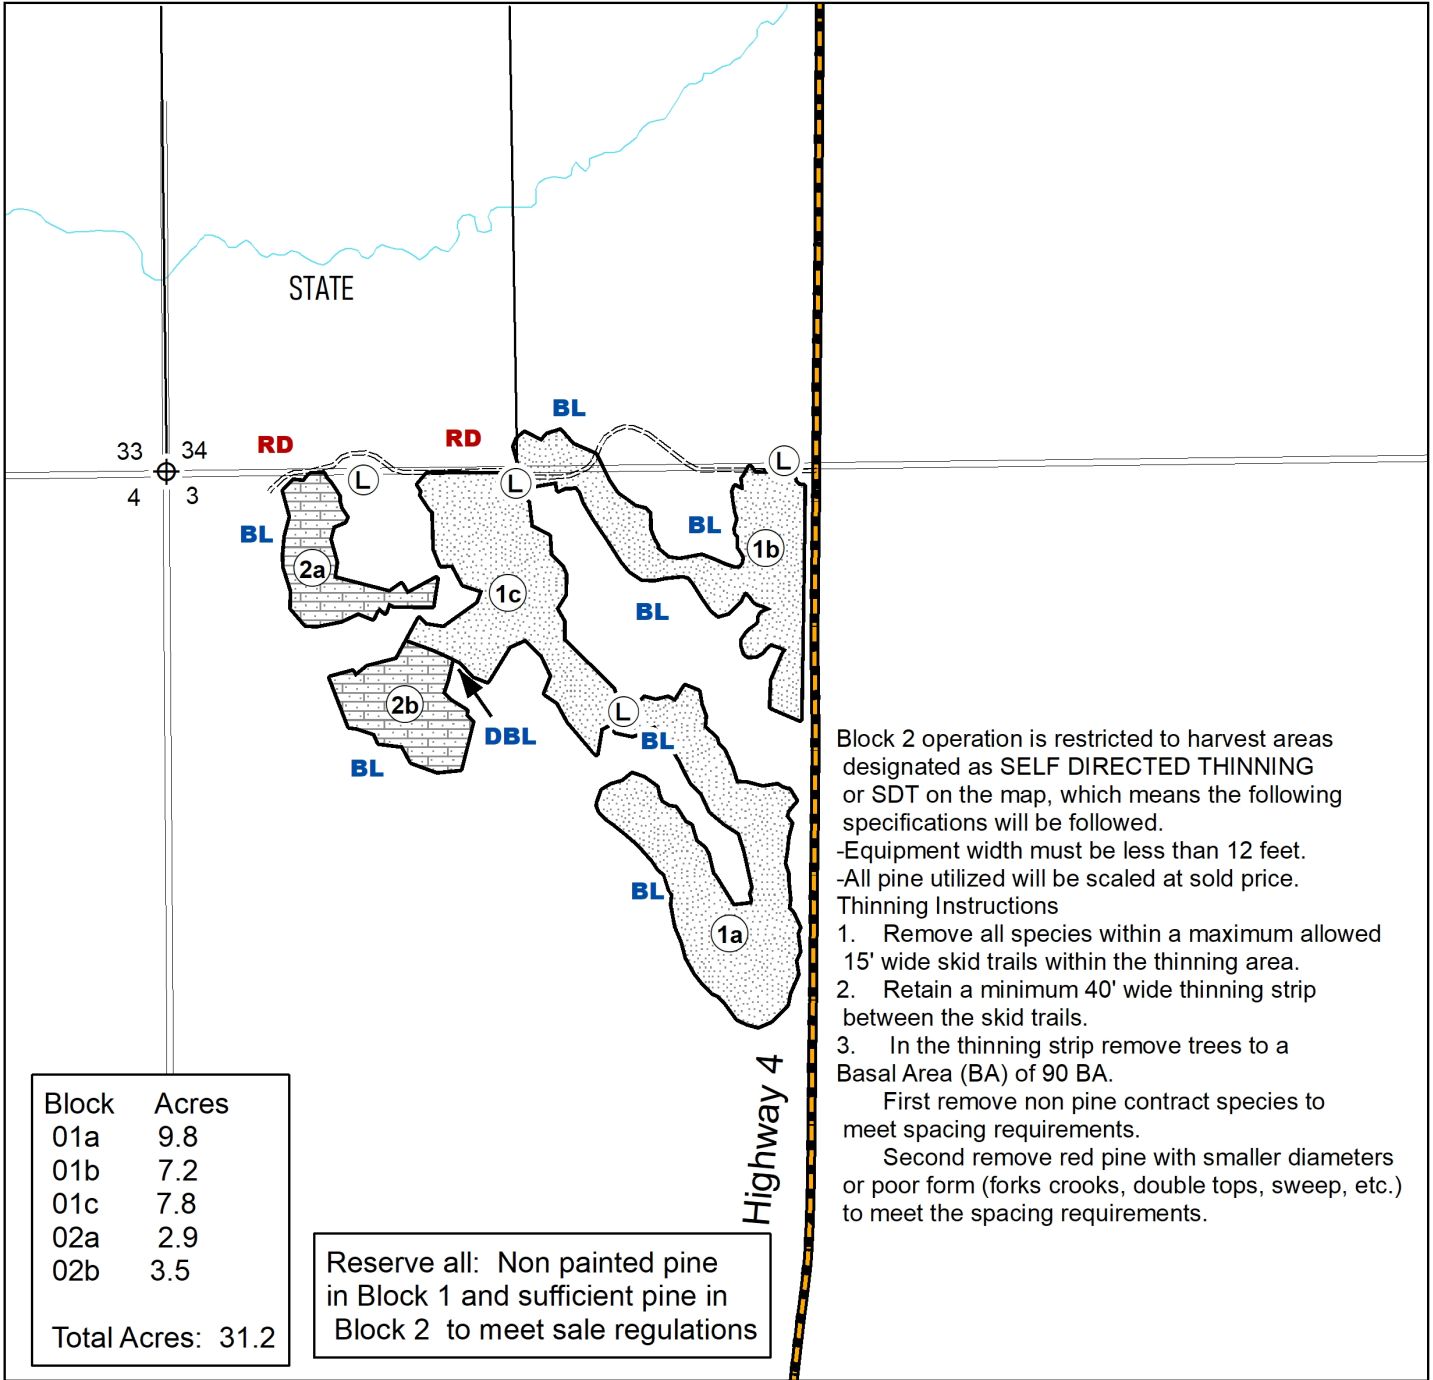 STATE
BL
33 34
RD
RD
L
4 3
L
L
BL
BL
1b
2a
1c
BL
2b
L
DBL
BL
BL
BL
1a
Block 2 operation is restricted to harvest areas
designated as SELF DIRECTED THINNING
or SDT on the map, which means the following
specifications will be followed.
-Equipment width must be less than 12 feet.
-All pine utilized will be scaled at sold price.
Thinning Instructions
1. Remove all species within a maximum allowed
15' wide skid trails within the thinning area.
2. Retain a minimum 40' wide thinning strip
between the skid trails.
3. In the thinning strip remove trees to a
Basal Area (BA) of 90 BA.
First remove non pine contract species to
meet spacing requirements.
Second remove red pine with smaller diameters
or poor form (forks crooks, double tops, sweep, etc.)
to meet the spacing requirements.
Highway 4
Block Acres
01a 9.8
01b 7.2
01c 7.8
02a 2.9
02b 3.5
Total Acres: 31.2
Reserve all: Non painted pine
in Block 1 and sufficient pine in
Block 2 to meet sale regulations